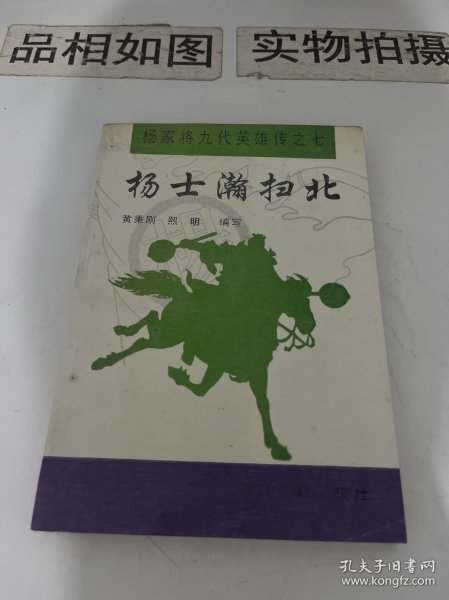 品相如图 实物拍摄
杨家将九代英雄传之七
杨士瀚扫北
黄秉刚 熙明 编写
版社
孔夫子旧书网
www.kongfz.com